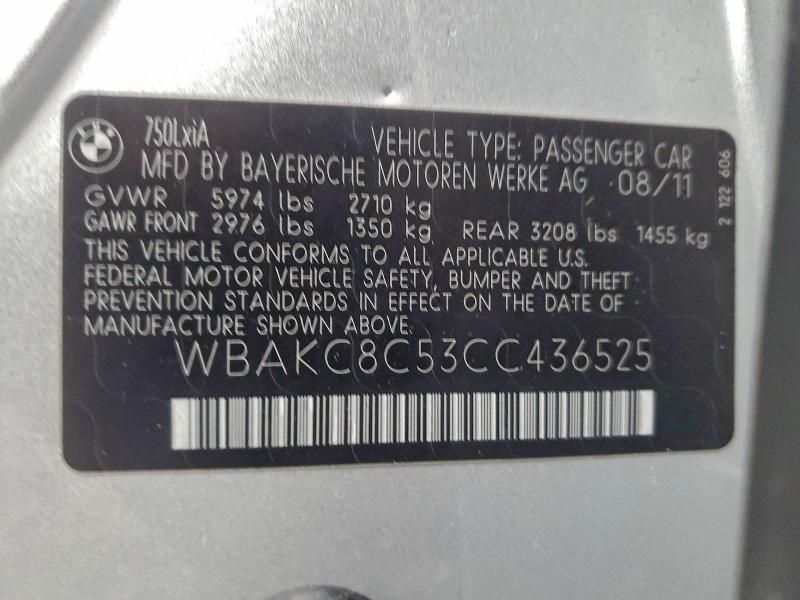 BMW
750LxiA
VEHICLE TYPE: PASSENGER CAR
MFD BY BAYERISCHE MOTOREN WERKE AG 08/11
GVWR 5974 lbs 2710 kg
GAWR FRONT 2976 lbs 1350 kg REAR 3208 lbs 1455 kg
THIS VEHICLE CONFORMS TO ALL APPLICABLE U.S.
FEDERAL MOTOR VEHICLE SAFETY, BUMPER AND THEFT
PREVENTION STANDARDS IN EFFECT ON THE DATE OF
MANUFACTURE SHOWN ABOVE.
WBAKC8C53CC436525
2 122 606